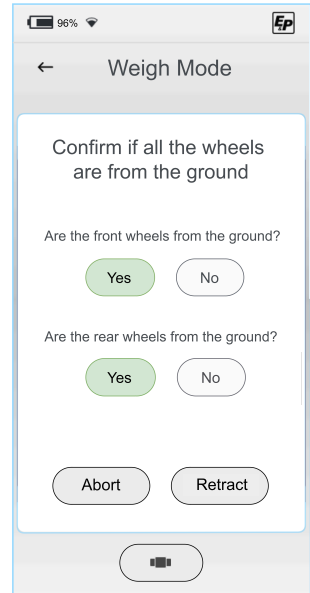 96%
EP
Weigh Mode
Confirm if all the wheels
are from the ground
Are the front wheels from the ground?
Yes No
Are the rear wheels from the ground?
Yes No
Abort Retract